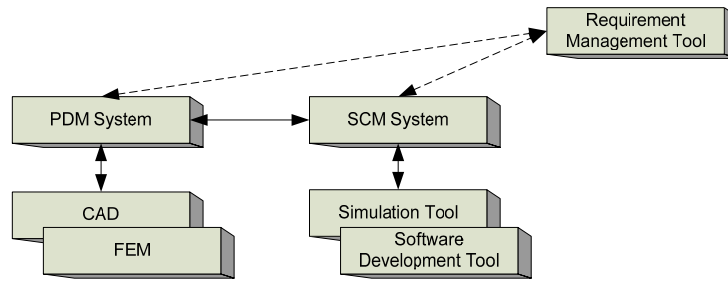 Requirement
Management Tool
PDM System
SCM System
CAD
FEM
Simulation Tool
Software
Development Tool